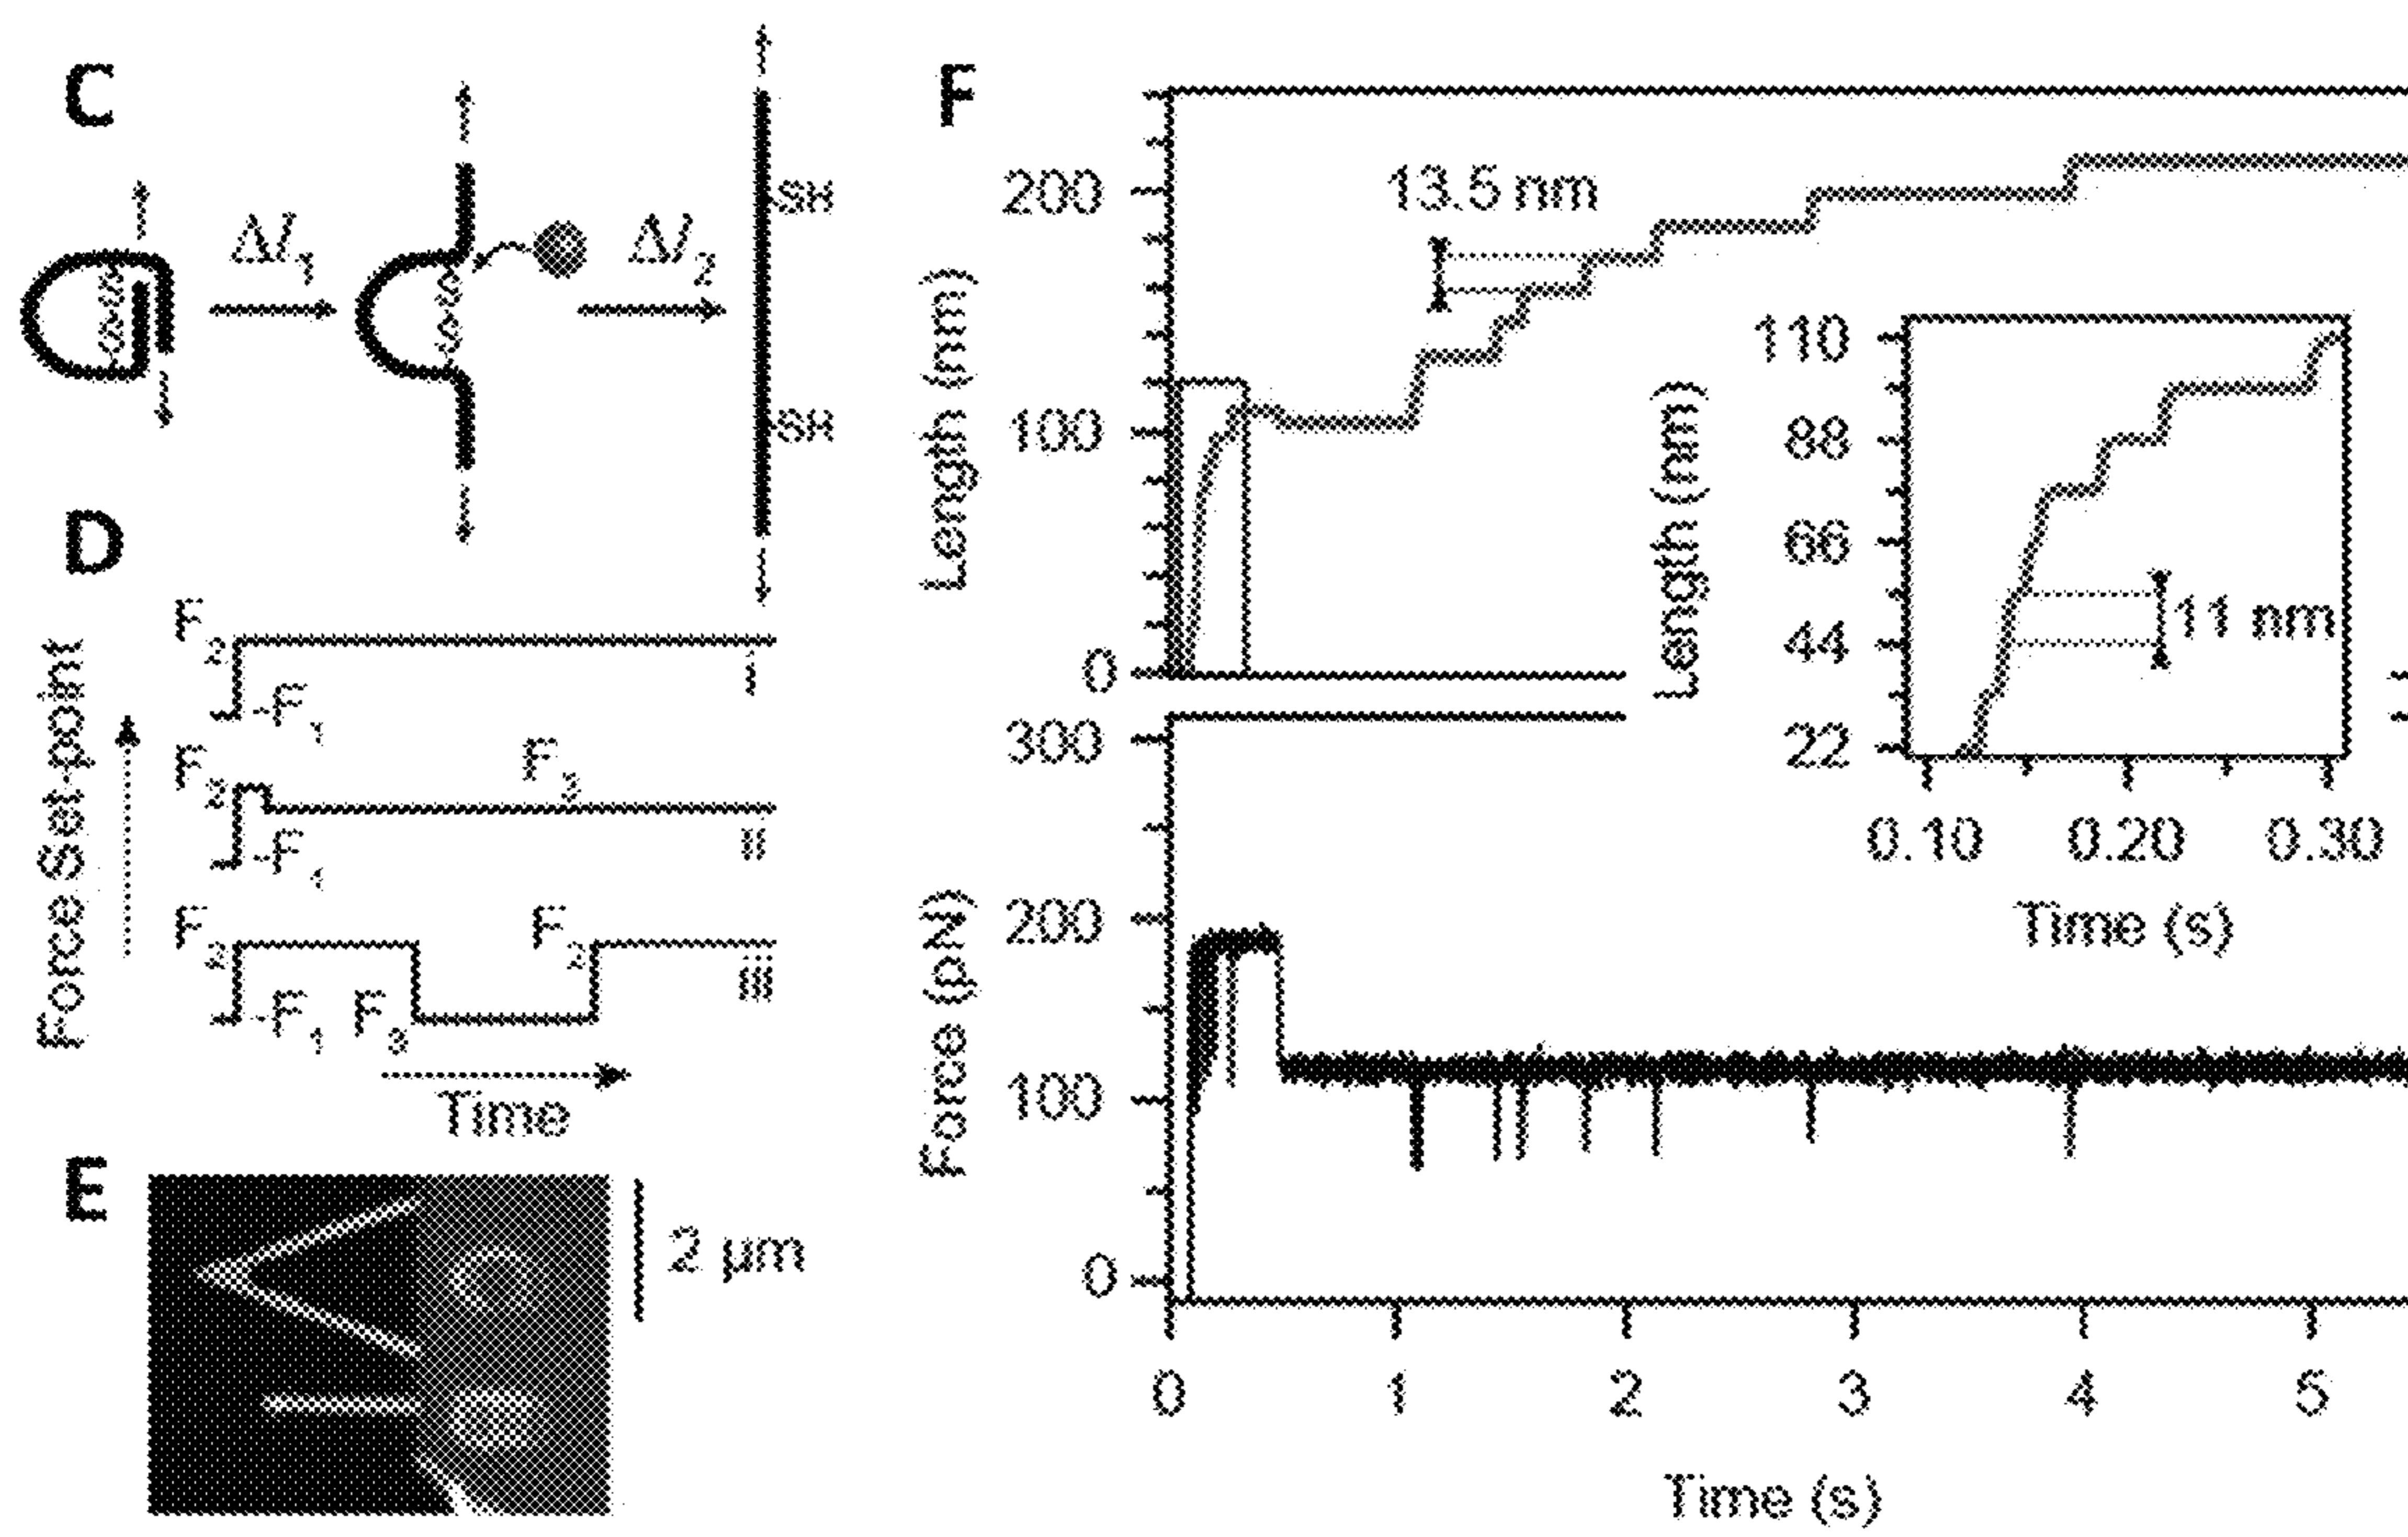 C
Δl1
Δl2
SH
SH
D
Force Set-point
F2
F1
i
F2
F3
F1
ii
F2
F2
F1
F3
iii
Time
E
2 µm
F
Length (nm)
200
100
0
13.5 nm
Length (nm)
110
88
66
44
22
11 nm
0.10 0.20 0.30
Time (s)
Force (pN)
300
200
100
0
0 1 2 3 4 5
Time (s)